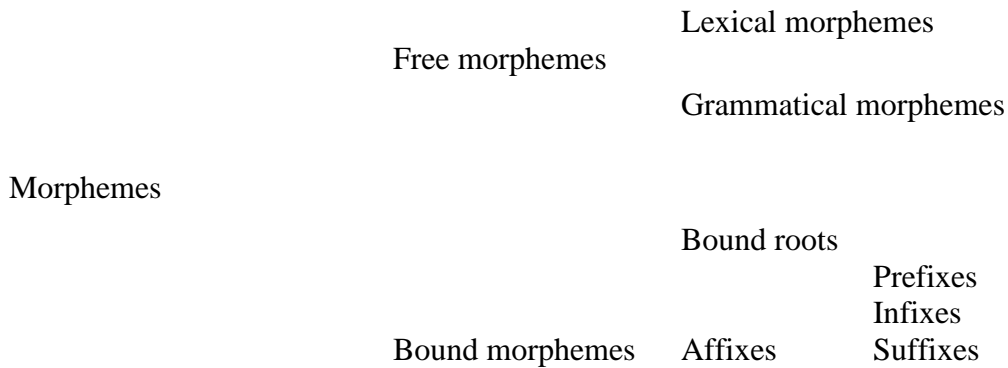 Lexical morphemes
Free morphemes
Grammatical morphemes
Morphemes
Bound roots
Prefixes
Infixes
Bound morphemes Affixes Suffixes